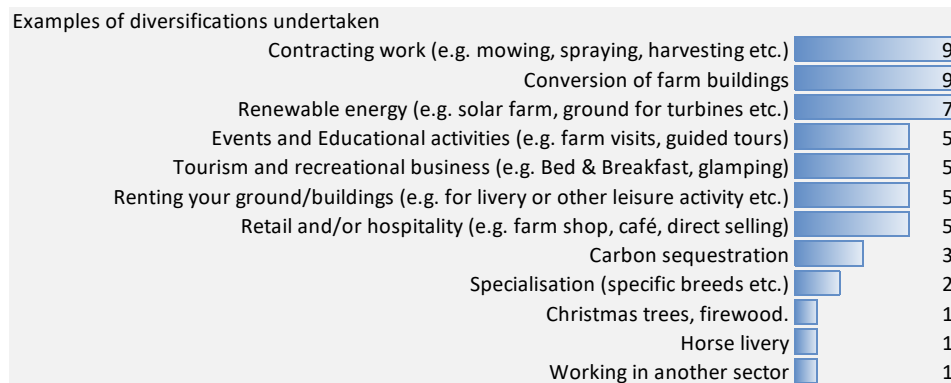 Examples of diversifications undertaken
Contracting work (e.g. mowing, spraying, harvesting etc.) 9
Conversion of farm buildings 9
Renewable energy (e.g. solar farm, ground for turbines etc.) 7
Events and Educational activities (e.g. farm visits, guided tours) 5
Tourism and recreational business (e.g. Bed & Breakfast, glamping) 5
Renting your ground/buildings (e.g. for livery or other leisure activity etc.) 5
Retail and/or hospitality (e.g. farm shop, café, direct selling) 5
Carbon sequestration 3
Specialisation (specific breeds etc.) 2
Christmas trees, firewood. 1
Horse livery 1
Working in another sector 1